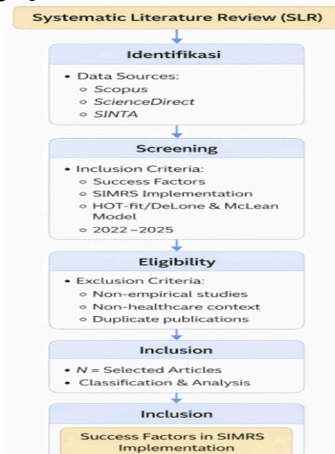 Systematic Literature Review (SLR)
Identifikasi
• Data Sources:
○ Scopus
○ ScienceDirect
○ SINTA
Screening
• Inclusion Criteria:
○ Success Factors
○ SIMRS Implementation
○ HOT-fit/DeLone & McLean
Model
○ 2022–2025
Eligibility
• Exclusion Criteria:
○ Non-empirical studies
○ Non-healthcare context
○ Duplicate publications
Inclusion
• N = Selected Articles
• Classification & Analysis
Inclusion
Success Factors in SIMRS
Implementation